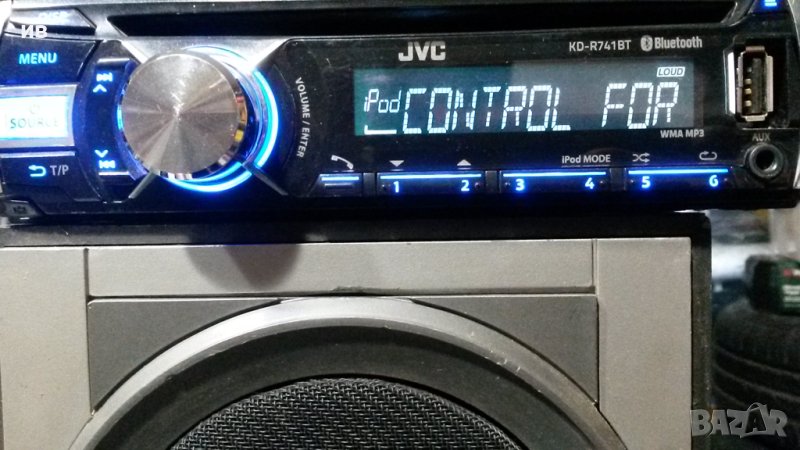 ИВ
MENU
JVC
KD-R741BT Bluetooth
LOUD
iPod CONTROL FOR
WMA MP3
VOLUME / ENTER
SOURCE
T/P
AUX
iPod MODE
1 2 3 4 5 6
BAZAR